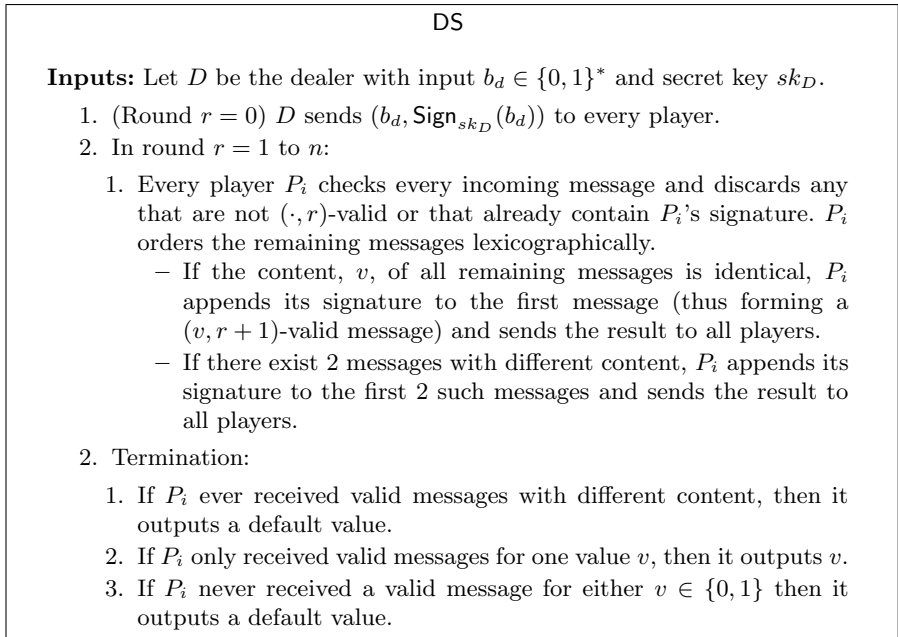 DS
Inputs: Let D be the dealer with input b_d ∈ {0, 1}* and secret key sk_D.
1. (Round r = 0) D sends (b_d, Sign_{sk_D}(b_d)) to every player.
2. In round r = 1 to n:
1. Every player P_i checks every incoming message and discards any
that are not (·, r)-valid or that already contain P_i's signature. P_i
orders the remaining messages lexicographically.
– If the content, v, of all remaining messages is identical, P_i
appends its signature to the first message (thus forming a
(v, r + 1)-valid message) and sends the result to all players.
– If there exist 2 messages with different content, P_i appends its
signature to the first 2 such messages and sends the result to
all players.
2. Termination:
1. If P_i ever received valid messages with different content, then it
outputs a default value.
2. If P_i only received valid messages for one value v, then it outputs v.
3. If P_i never received a valid message for either v ∈ {0, 1} then it
outputs a default value.